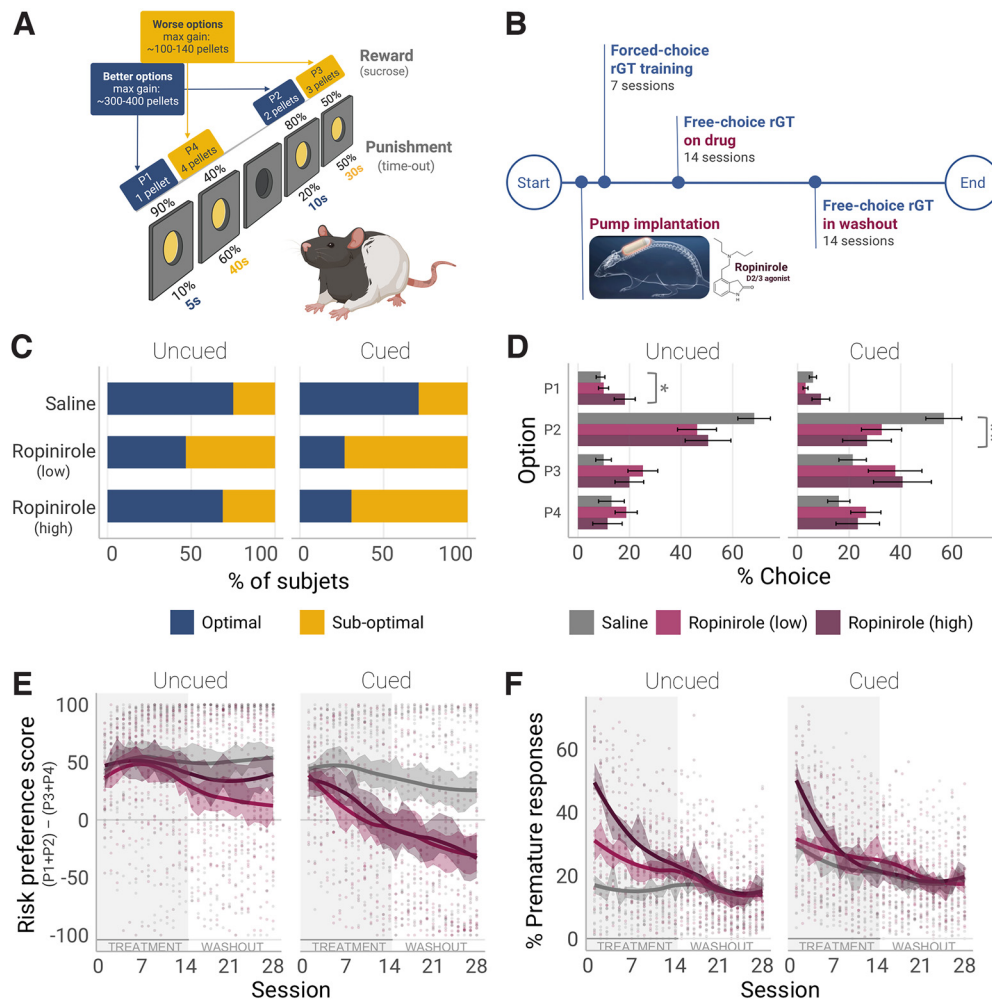 A
Worse options
max gain:
~100-140 pellets
Better options
max gain:
~300-400 pellets
P3
3 pellets
P2
2 pellets
Reward
(sucrose)
50%
80%
P4
4 pellets
P1
1 pellet
40%
90%
Punishment
(time-out)
50%
30s
20%
10s
60%
40s
10%
5s
B
Forced-choice
rGT training
7 sessions
Free-choice rGT
on drug
14 sessions
Start
End
Pump implantation
Free-choice rGT
in washout
14 sessions
Ropinirole
D2/3 agonist
N
N
H
O
C
Uncued
Cued
Saline
Ropinirole
(low)
Ropinirole
(high)
0 50 100
0 50 100
% of subjets
Optimal
Sub-optimal
D
Uncued
Cued
Option
P1
P2
P3
P4
*
0 20 40 60
0 20 40 60
% Choice
Saline
Ropinirole (low)
Ropinirole (high)
E
Uncued
Cued
Risk preference score
(P1+P2) − (P3+P4)
100
50
0
-50
-100
TREATMENT WASHOUT
TREATMENT WASHOUT
0 7 14 21 28
0 7 14 21 28
Session
F
Uncued
Cued
% Premature responses
60
40
20
0
TREATMENT WASHOUT
TREATMENT WASHOUT
0 7 14 21 28
0 7 14 21 28
Session